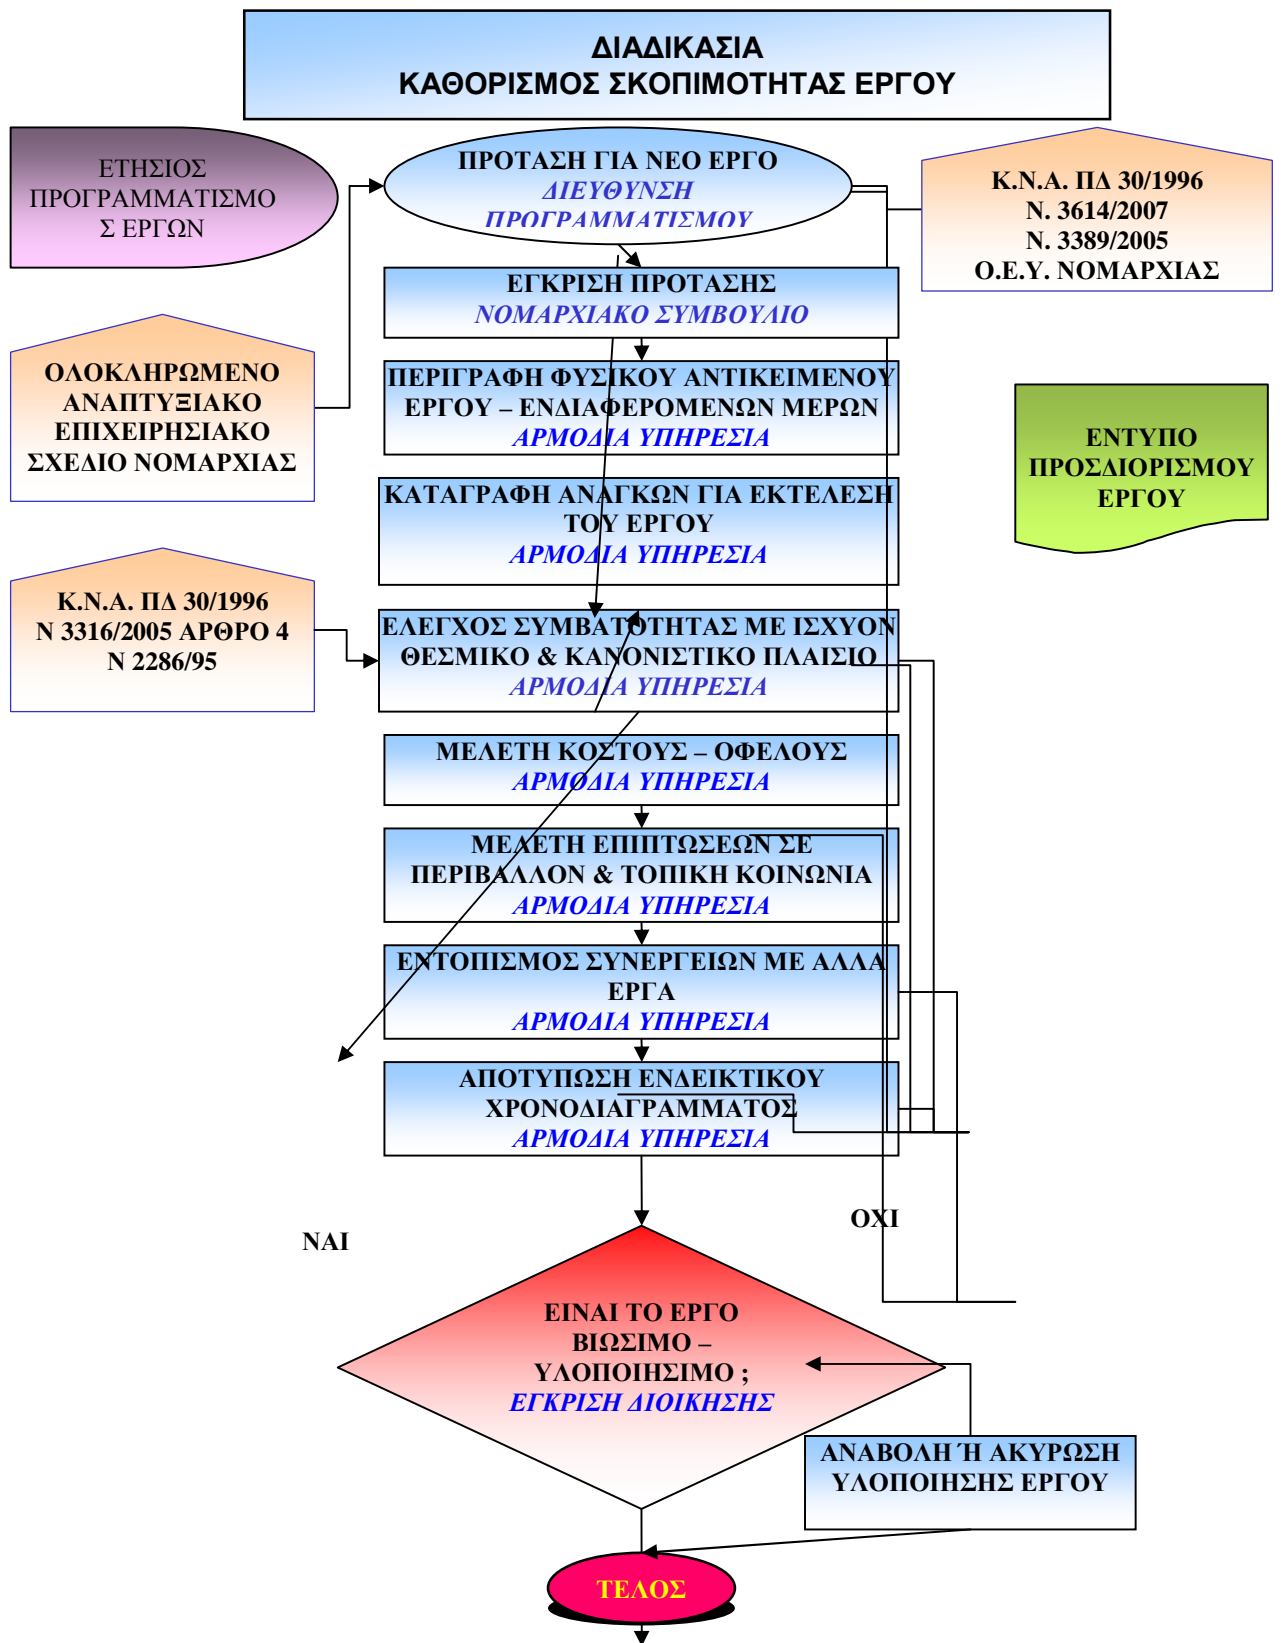 ΔΙΑΔΙΚΑΣΙΑ
ΚΑΘΟΡΙΣΜΟΣ ΣΚΟΠΙΜΟΤΗΤΑΣ ΕΡΓΟΥ
ΕΤΗΣΙΟΣ
ΠΡΟΓΡΑΜΜΑΤΙΣΜΟ
Σ ΕΡΓΩΝ
ΠΡΟΤΑΣΗ ΓΙΑ ΝΕΟ ΕΡΓΟ
ΔΙΕΥΘΥΝΣΗ
ΠΡΟΓΡΑΜΜΑΤΙΣΜΟΥ
Κ.Ν.Α. ΠΔ 30/1996
Ν. 3614/2007
Ν. 3389/2005
Ο.Ε.Υ. ΝΟΜΑΡΧΙΑΣ
ΕΓΚΡΙΣΗ ΠΡΟΤΑΣΗΣ
ΝΟΜΑΡΧΙΑΚΟ ΣΥΜΒΟΥΛΙΟ
ΟΛΟΚΛΗΡΩΜΕΝΟ
ΑΝΑΠΤΥΞΙΑΚΟ
ΕΠΙΧΕΙΡΗΣΙΑΚΟ
ΣΧΕΔΙΟ ΝΟΜΑΡΧΙΑΣ
ΠΕΡΙΓΡΑΦΗ ΦΥΣΙΚΟΥ ΑΝΤΙΚΕΙΜΕΝΟΥ
ΕΡΓΟΥ – ΕΝΔΙΑΦΕΡΟΜΕΝΩΝ ΜΕΡΩΝ
ΑΡΜΟΔΙΑ ΥΠΗΡΕΣΙΑ
ΕΝΤΥΠΟ
ΠΡΟΣΔΙΟΡΙΣΜΟΥ
ΕΡΓΟΥ
ΚΑΤΑΓΡΑΦΗ ΑΝΑΓΚΩΝ ΓΙΑ ΕΚΤΕΛΕΣΗ
ΤΟΥ ΕΡΓΟΥ
ΑΡΜΟΔΙΑ ΥΠΗΡΕΣΙΑ
Κ.Ν.Α. ΠΔ 30/1996
Ν 3316/2005 ΑΡΘΡΟ 4
Ν 2286/95
ΕΛΕΓΧΟΣ ΣΥΜΒΑΤΟΤΗΤΑΣ ΜΕ ΙΣΧΥΟΝ
ΘΕΣΜΙΚΟ & ΚΑΝΟΝΙΣΤΙΚΟ ΠΛΑΙΣΙΟ
ΑΡΜΟΔΙΑ ΥΠΗΡΕΣΙΑ
ΜΕΛΕΤΗ ΚΟΣΤΟΥΣ – ΟΦΕΛΟΥΣ
ΑΡΜΟΔΙΑ ΥΠΗΡΕΣΙΑ
ΜΕΛΕΤΗ ΕΠΙΠΤΩΣΕΩΝ ΣΕ
ΠΕΡΙΒΑΛΛΟΝ & ΤΟΠΙΚΗ ΚΟΙΝΩΝΙΑ
ΑΡΜΟΔΙΑ ΥΠΗΡΕΣΙΑ
ΕΝΤΟΠΙΣΜΟΣ ΣΥΝΕΡΓΕΙΩΝ ΜΕ ΑΛΛΑ
ΕΡΓΑ
ΑΡΜΟΔΙΑ ΥΠΗΡΕΣΙΑ
ΑΠΟΤΥΠΩΣΗ ΕΝΔΕΙΚΤΙΚΟΥ
ΧΡΟΝΟΔΙΑΓΡΑΜΜΑΤΟΣ
ΑΡΜΟΔΙΑ ΥΠΗΡΕΣΙΑ
ΟΧΙ
ΝΑΙ
ΕΙΝΑΙ ΤΟ ΕΡΓΟ
ΒΙΩΣΙΜΟ –
ΥΛΟΠΟΙΗΣΙΜΟ ;
ΕΓΚΡΙΣΗ ΔΙΟΙΚΗΣΗΣ
ΑΝΑΒΟΛΗ Ή ΑΚΥΡΩΣΗ
ΥΛΟΠΟΙΗΣΗΣ ΕΡΓΟΥ
ΤΕΛΟΣ